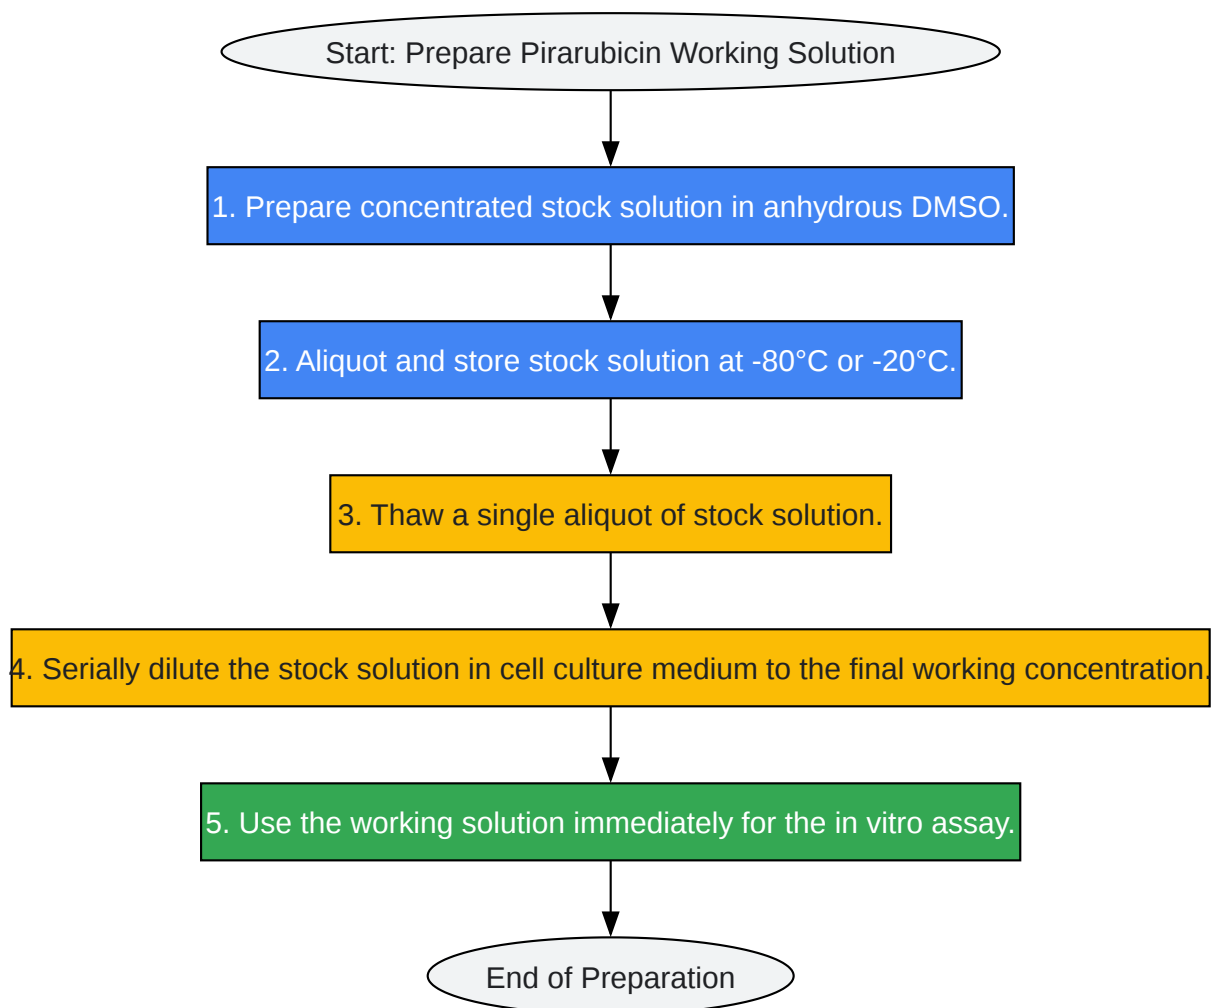 Start: Prepare Pirarubicin Working Solution
1. Prepare concentrated stock solution in anhydrous DMSO.
2. Aliquot and store stock solution at -80°C or -20°C.
3. Thaw a single aliquot of stock solution.
4. Serially dilute the stock solution in cell culture medium to the final working concentration.
5. Use the working solution immediately for the in vitro assay.
End of Preparation